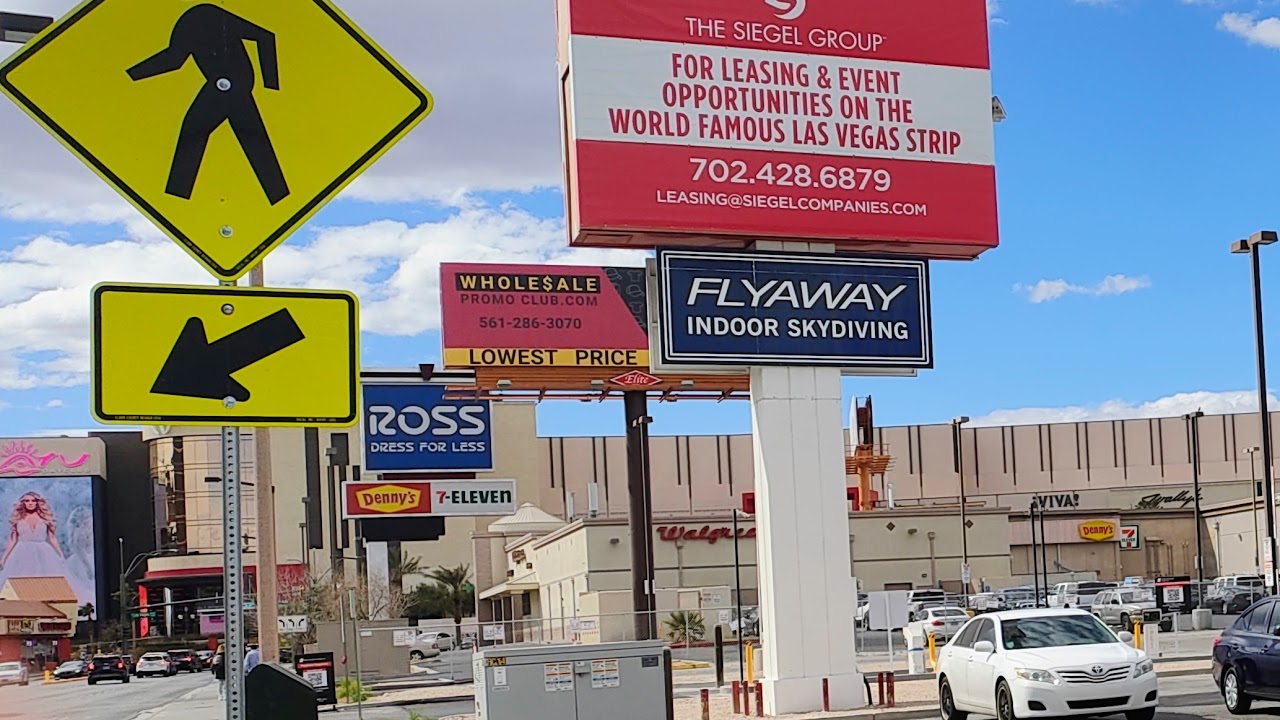 THE SIEGEL GROUP
FOR LEASING & EVENT
OPPORTUNITIES ON THE
WORLD FAMOUS LAS VEGAS STRIP
702.428.6879
LEASING@SIEGELCOMPANIES.COM
WHOLE$ALE
PROMO CLUB.COM
561-286-3070
LOWEST PRICE
Elite
FLYAWAY
INDOOR SKYDIVING
ROSS
DRESS FOR LESS
Denny's
7-ELEVEN
Walgree
¡VIVA!
Wally's
Denny's